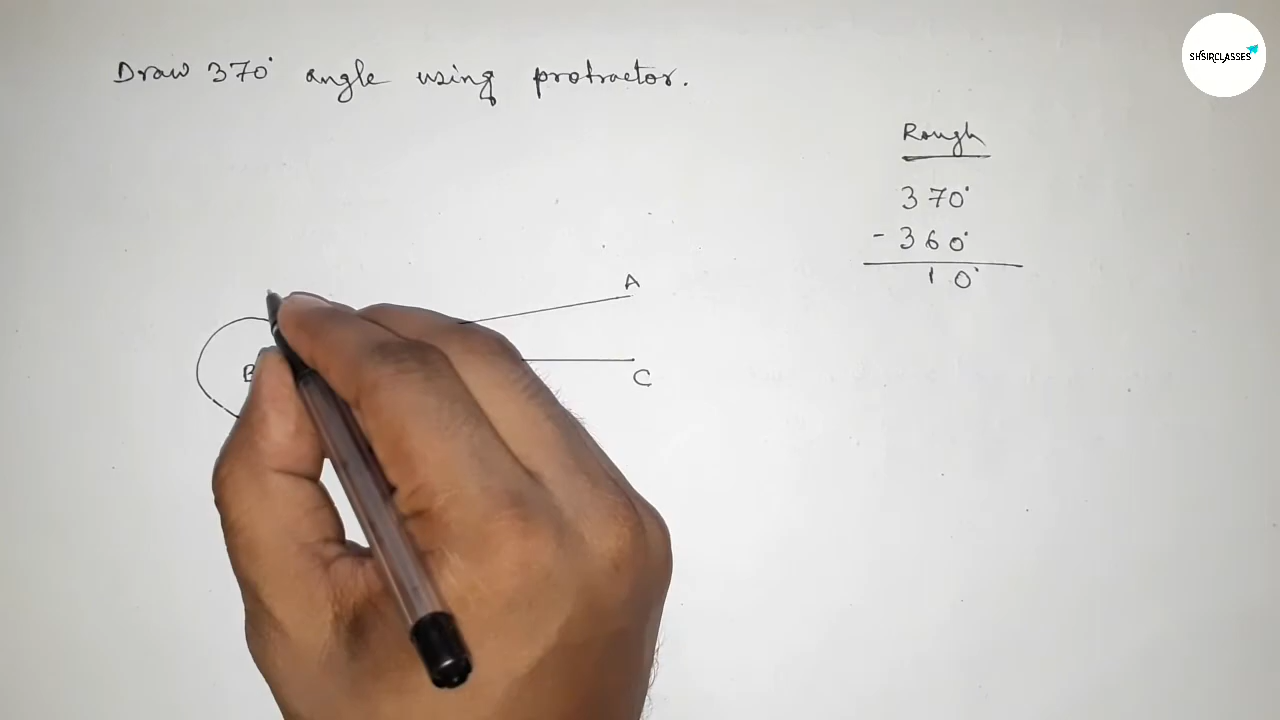 Draw 370° angle using protractor.
SHSIRCLASSES
Rough
370°
- 360°
10°
A
B
C